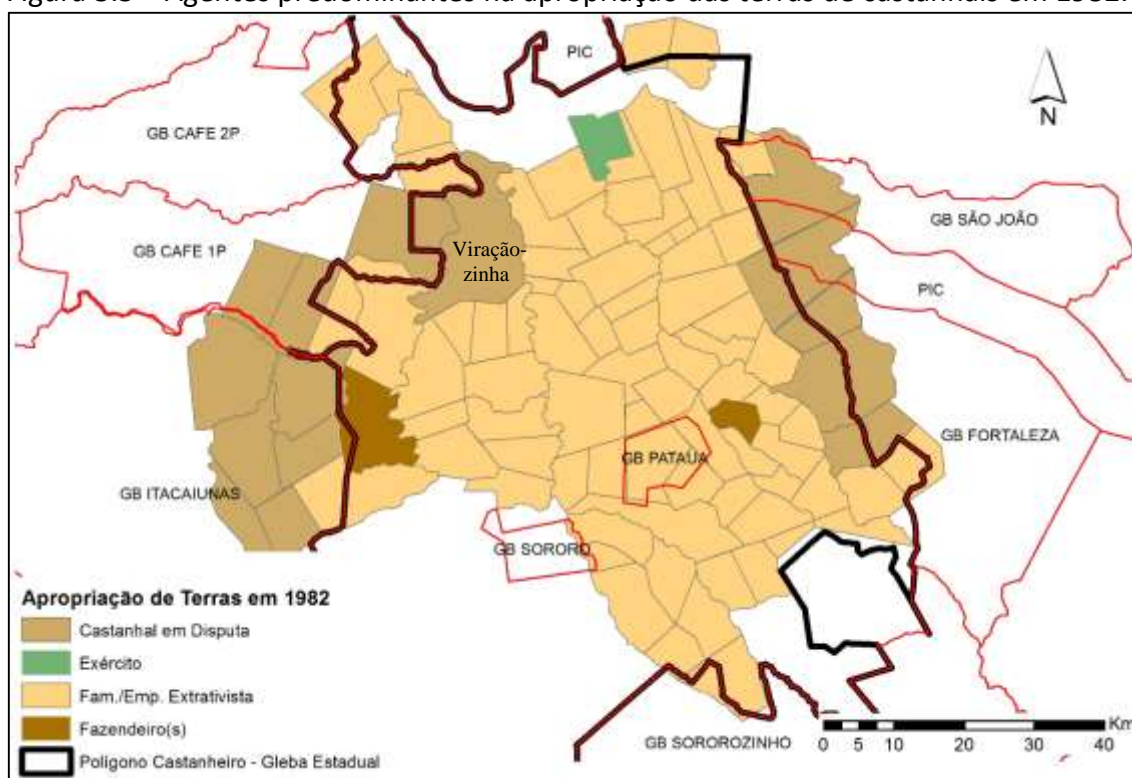 Figura 3.3 – Agentes predominantes na apropriação das terras de castanhais em 1982.
PIC
N
GB CAFE 2P
GB SÃO JOÃO
GB CAFE 1P
Viração-
zinha
PIC
GB FORTALEZA
GB PATAUA
GB ITACAIUNAS
GB SORORO
Apropriação de Terras em 1982
Castanhal em Disputa
Exército
Fam./Emp. Extrativista
Fazendeiro(s)
Polígono Castanheiro - Gleba Estadual
GB SOROROZINHO
Km
0 5 10 20 30 40